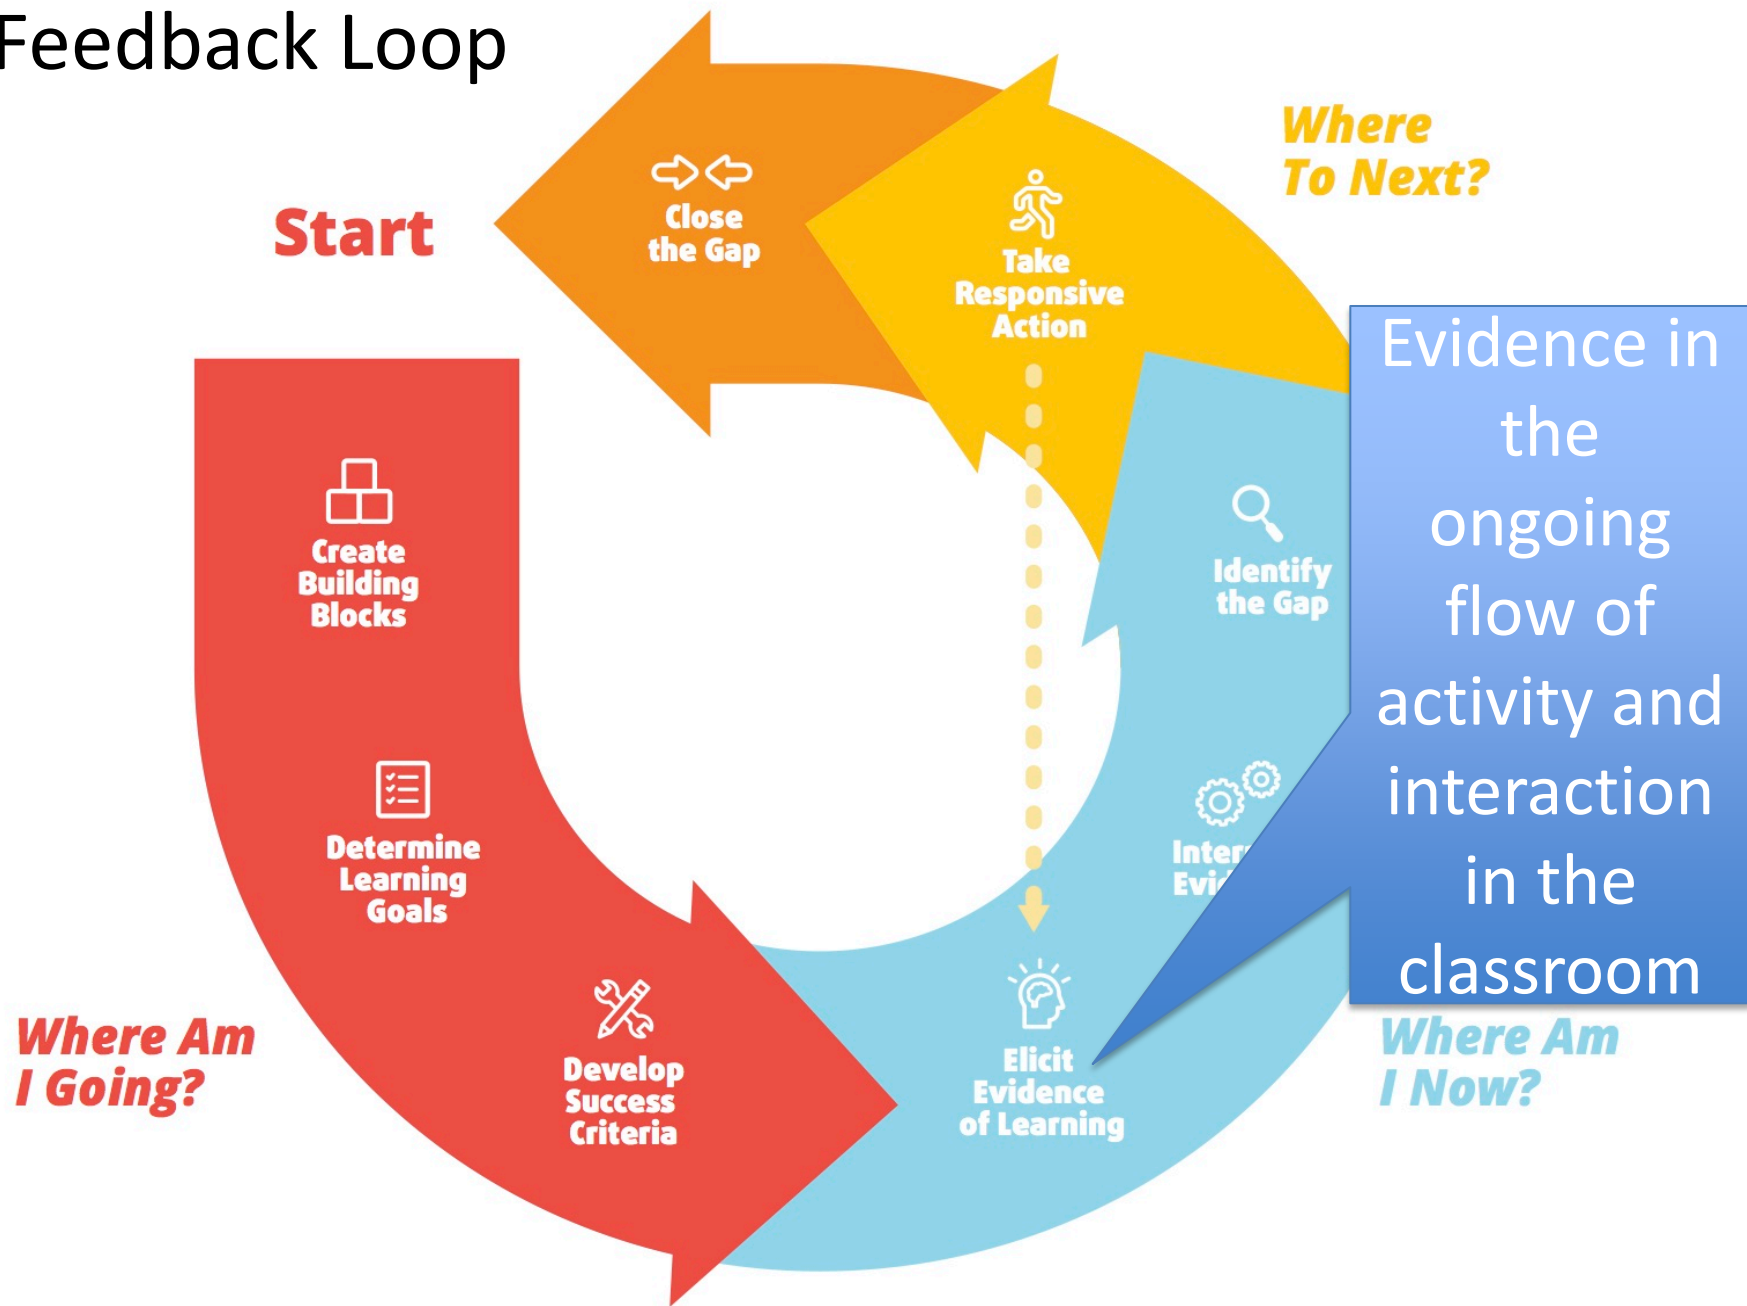 Feedback Loop
Start
Create
Building
Blocks
Determine
Learning
Goals
Develop
Success
Criteria
Where Am
I Going?
Elicit
Evidence
of Learning
Identify
the Gap
Where Am
I Now?
Evidence in
the
ongoing
flow of
activity and
interaction
in the
classroom
Take
Responsive
Action
Where
To Next?
Close
the Gap